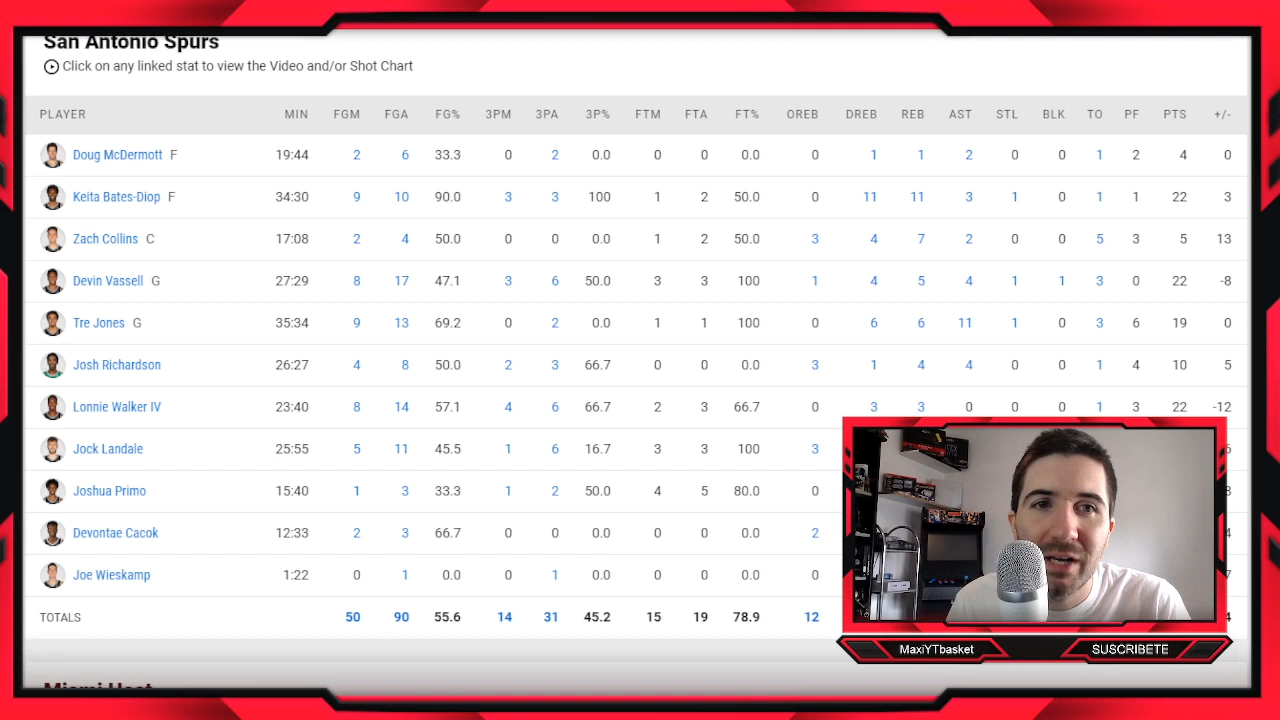 San Antonio Spurs
Click on any linked stat to view the Video and/or Shot Chart
PLAYER MIN FGM FGA FG% 3PM 3PA 3P% FTM FTA FT% OREB DREB REB AST STL BLK TO PF PTS +/-
Doug McDermott F 19:44 2 6 33.3 0 2 0.0 0 0 0.0 0 1 1 2 0 0 1 2 4 0
Keita Bates-Diop F 34:30 9 10 90.0 3 3 100 1 2 50.0 0 11 11 3 1 0 1 1 22 3
Zach Collins C 17:08 2 4 50.0 0 0 0.0 1 2 50.0 3 4 7 2 0 0 5 3 5 13
Devin Vassell G 27:29 8 17 47.1 3 6 50.0 3 3 100 1 4 5 4 1 1 3 0 22 -8
Tre Jones G 35:34 9 13 69.2 0 2 0.0 1 1 100 0 6 6 11 1 0 3 6 19 0
Josh Richardson 26:27 4 8 50.0 2 3 66.7 0 0 0.0 3 1 4 4 0 0 1 4 10 5
Lonnie Walker IV 23:40 8 14 57.1 4 6 66.7 2 3 66.7 0 3 3 0 0 0 1 3 22 -12
Jock Landale 25:55 5 11 45.5 1 6 16.7 3 3 100 3
Joshua Primo 15:40 1 3 33.3 1 2 50.0 4 5 80.0 0
Devontae Cacok 12:33 2 3 66.7 0 0 0.0 0 0 0.0 2
Joe Wieskamp 1:22 0 1 0.0 0 1 0.0 0 0 0.0 0
TOTALS 50 90 55.6 14 31 45.2 15 19 78.9 12
MaxiYTbasket
SUSCRIBETE
Miami Heat